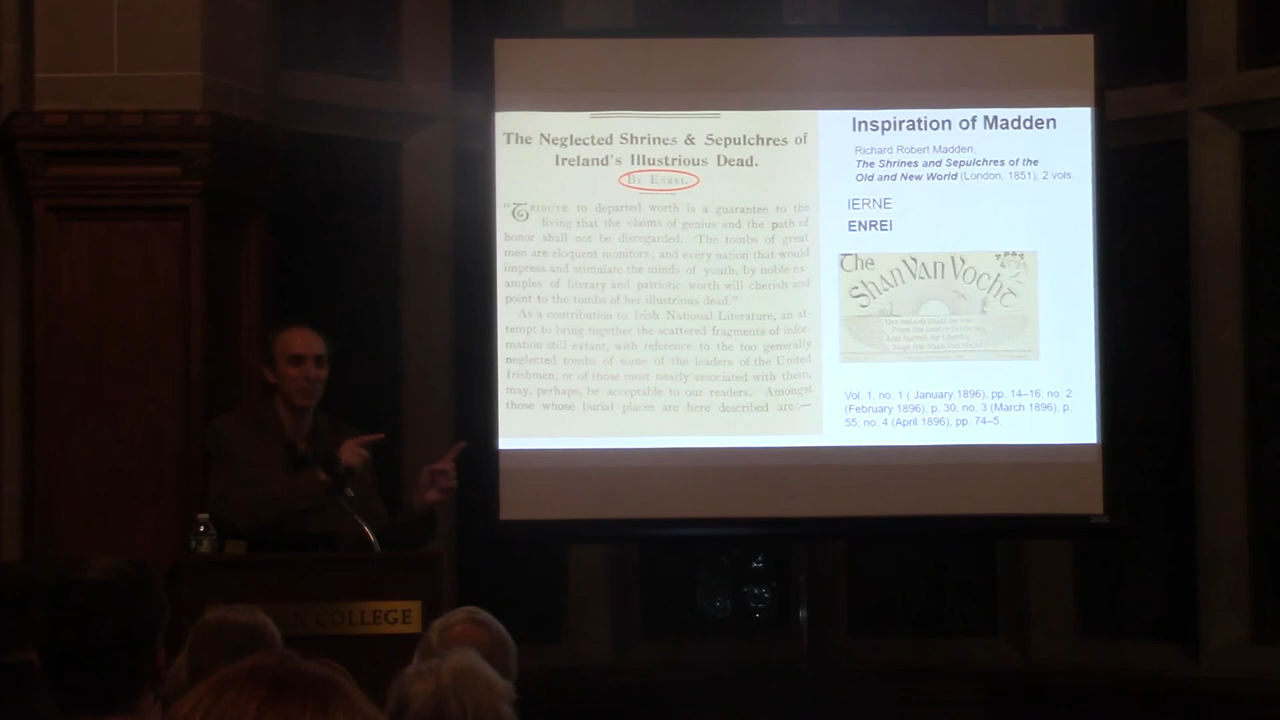 The Neglected Shrines & Sepulchres of
Ireland's Illustrious Dead.
By Enrei.
"Tribute to departed worth is a guarantee to the
living that the claims of genius and the path of
honor shall not be disregarded. The tombs of great
men are eloquent monitors; and every nation that would
impress and stimulate the minds of youth, by noble ex-
amples of literary and patriotic worth will cherish and
point to the tombs of her illustrious dead."
As a contribution to Irish National Literature, an at-
tempt to bring together the scattered fragments of infor-
mation still extant, with reference to the too generally
neglected tombs of some of the leaders of the United
Irishmen, or of those most nearly associated with them,
may, perhaps, be acceptable to our readers. Amongst
those whose burial places are here described are:—
Inspiration of Madden
Richard Robert Madden,
The Shrines and Sepulchres of the
Old and New World (London, 1851), 2 vols.
IERNE
ENREI
The
Shan Van Vocht
Vol. 1, no. 1 ( January 1896), pp. 14–16; no. 2
(February 1896), p. 30; no. 3 (March 1896), p.
55; no. 4 (April 1896), pp. 74–5.
COLLEGE